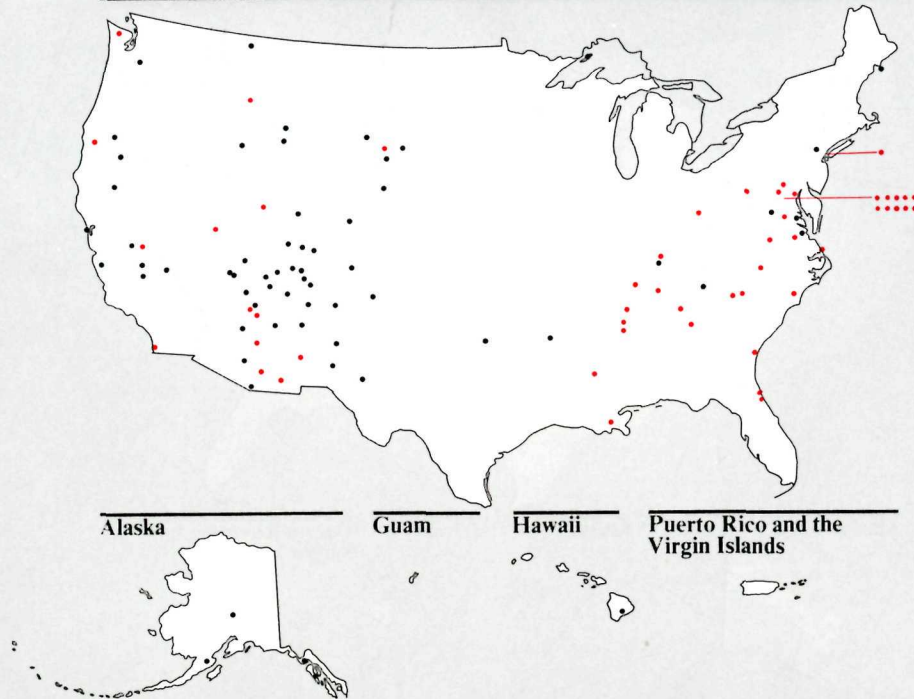 Alaska
Guam
Hawaii
Puerto Rico and the
Virgin Islands